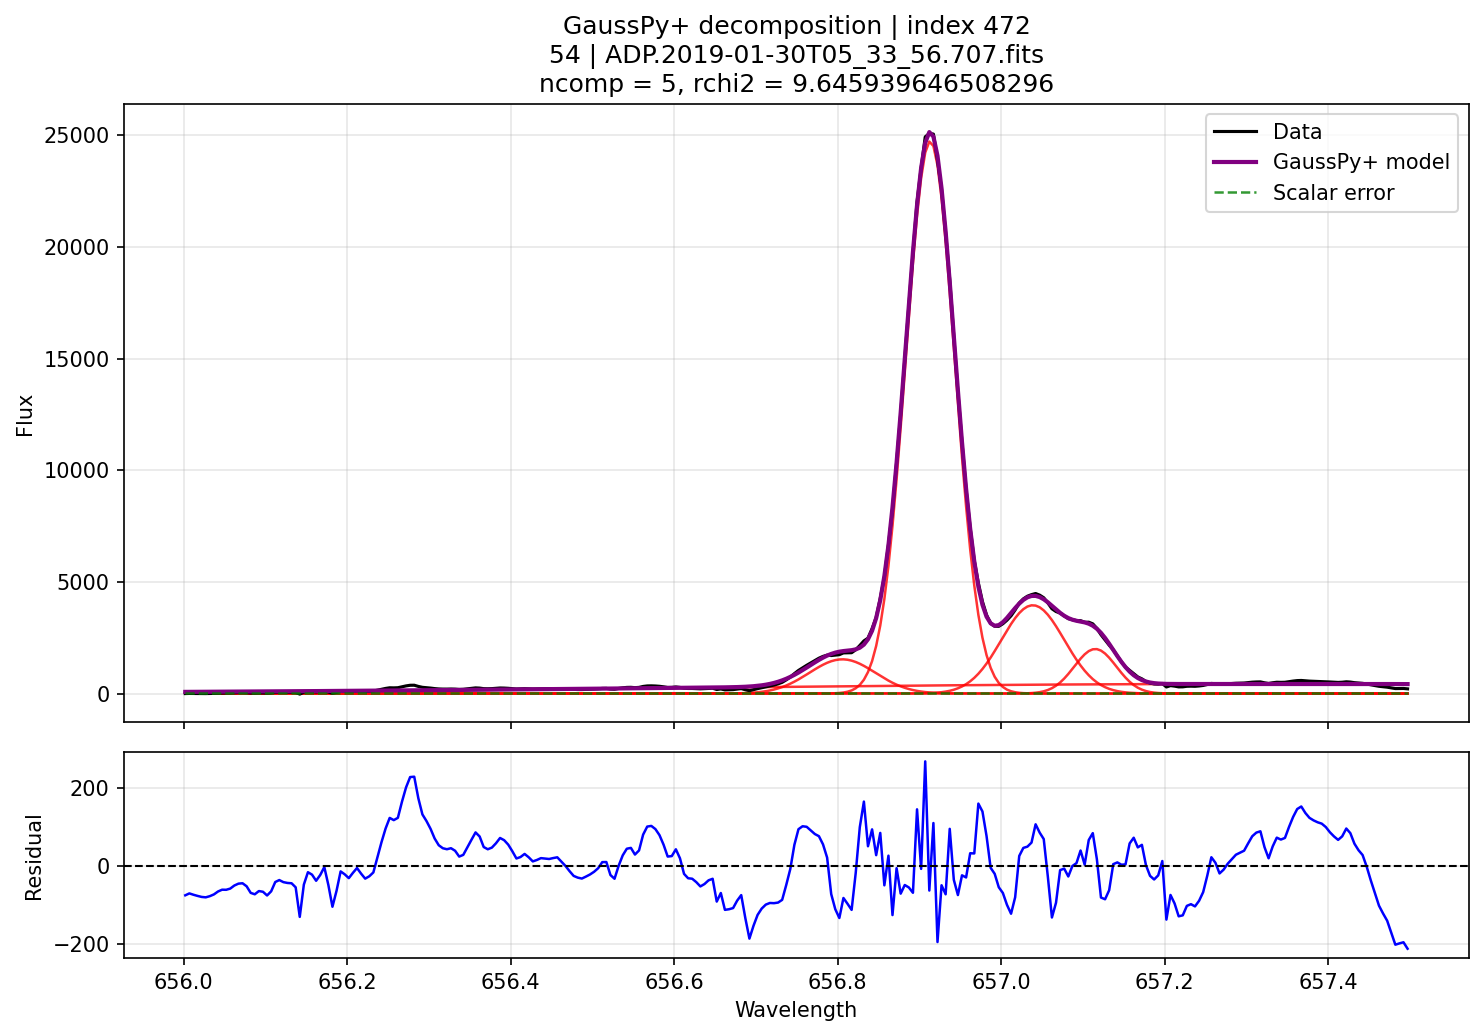 GaussPy+ decomposition | index 472
54 | ADP.2019-01-30T05_33_56.707.fits
ncomp = 5, rchi2 = 9.645939646508296
Data
GaussPy+ model
Scalar error
Flux
25000
20000
15000
10000
5000
0
Residual
200
0
−200
656.0
656.2
656.4
656.6
656.8
657.0
657.2
657.4
Wavelength